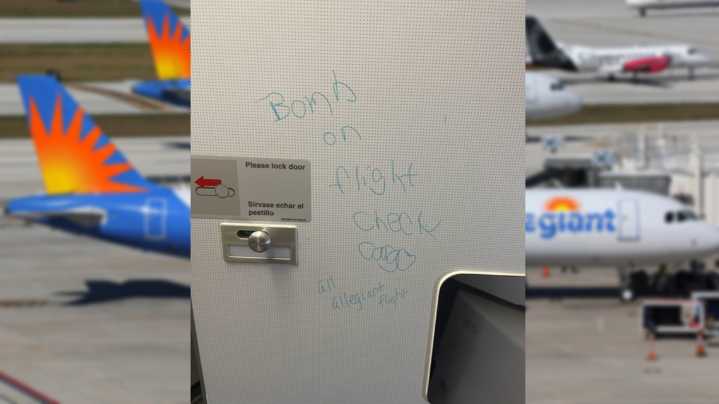 Bomb
on
flight
check
cargo
all
allegiant
flight
Please lock door
Sírvase echar el
pestillo
egiant